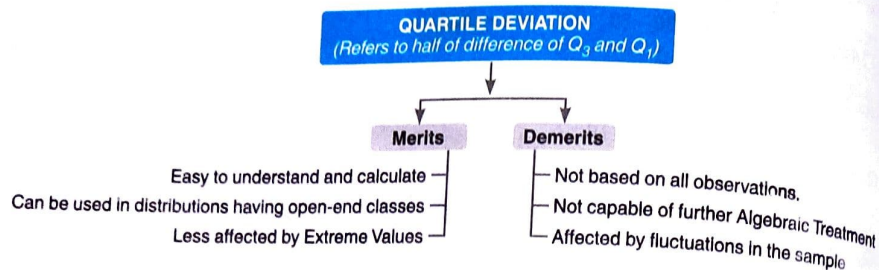 QUARTILE DEVIATION
(Refers to half of difference of Q₃ and Q₁)
Merits
Easy to understand and calculate
Can be used in distributions having open-end classes
Less affected by Extreme Values
Demerits
Not based on all observations.
Not capable of further Algebraic Treatment
Affected by fluctuations in the sample